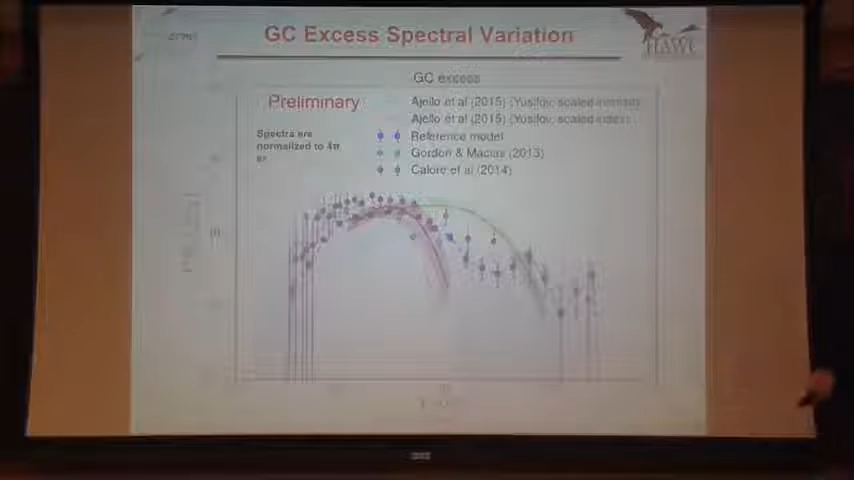 GC Excess Spectral Variation
HAWC
GC excess
Preliminary
Ajello et al (2015) (Yusifov, scaled intensity)
Ajello et al (2015) (Yusifov, scaled index)
Spectra are
normalized to 4π
sr
Reference model
Gordon & Macias (2013)
Calore et al (2014)